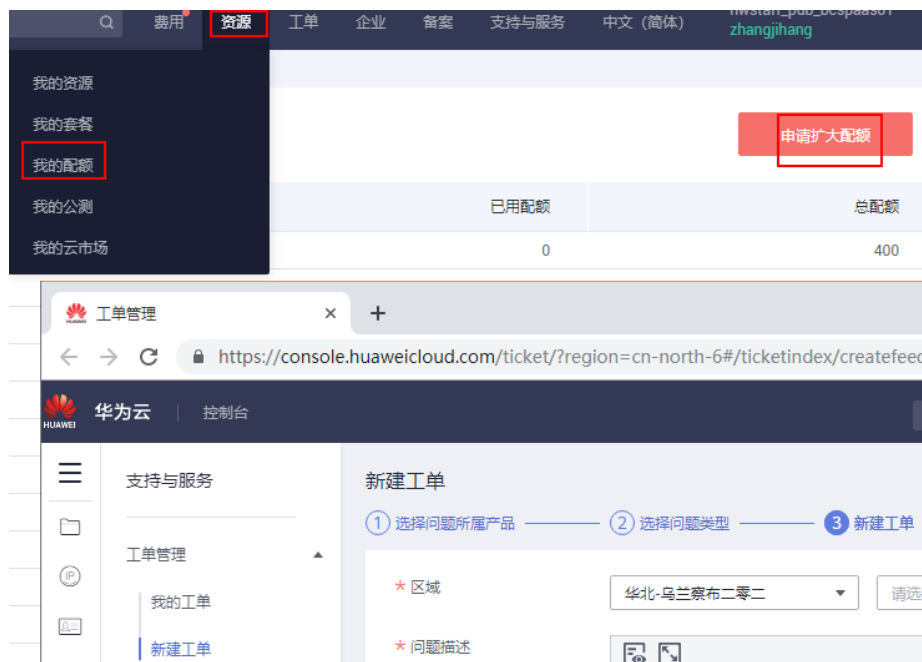 费用 资源 工单 企业 备案 支持与服务 中文（简体）
zhangjihang
我的资源
我的套餐
我的配额
我的公测
我的云市场
申请扩大配额
已用配额 总配额
0 400
工单管理
https://console.huaweicloud.com/ticket/?region=cn-north-6#/ticketindex/createfeed
HUAWEI 华为云 控制台
支持与服务
新建工单
1 选择问题所属产品 2 选择问题类型 3 新建工单
工单管理
* 区域 华北-乌兰察布二零二 请选
IP
我的工单
* 问题描述
新建工单